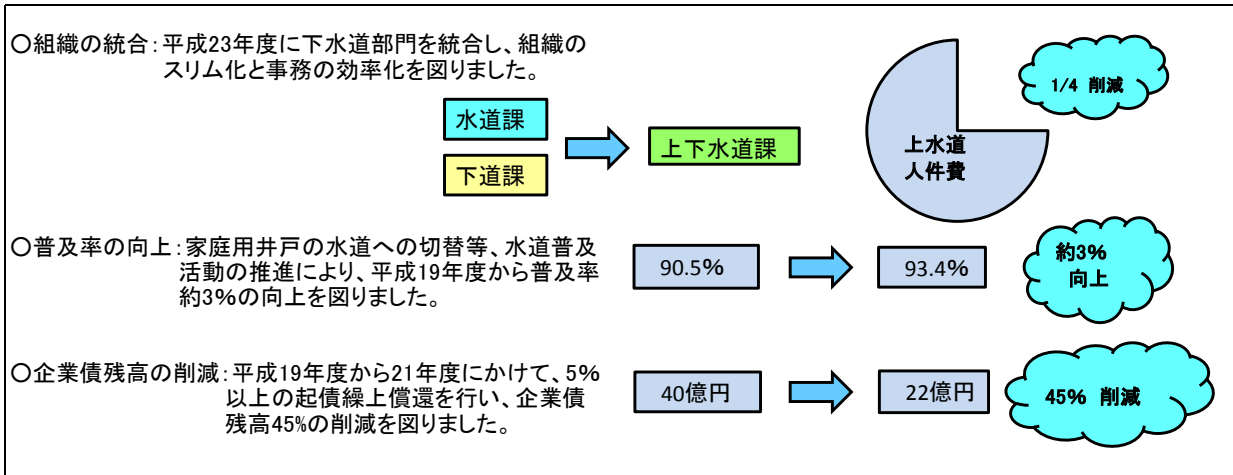 〇組織の統合:平成23年度に下水道部門を統合し、組織の
スリム化と事務の効率化を図りました。
水道課
下道課
上下水道課
上水道
人件費
1/4 削減
〇普及率の向上:家庭用井戸の水道への切替等、水道普及
活動の推進により、平成19年度から普及率
約3%の向上を図りました。
90.5%
93.4%
約3%
向上
〇企業債残高の削減:平成19年度から21年度にかけて、5%
以上の起債繰上償還を行い、企業債
残高45%の削減を図りました。
40億円
22億円
45% 削減